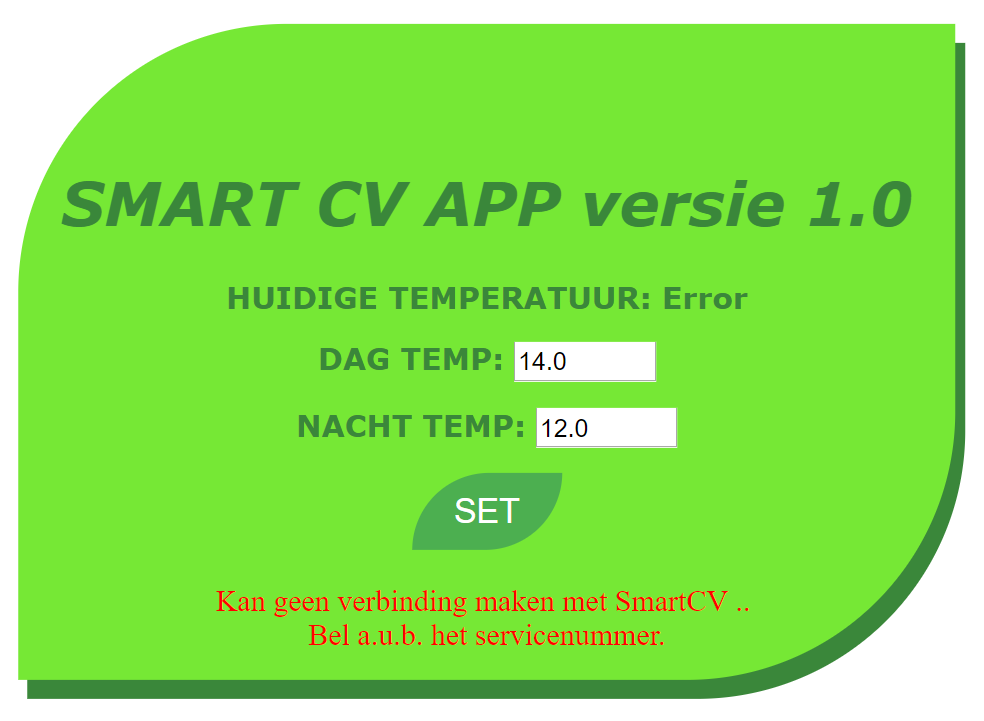 SMART CV APP versie 1.0
HUIDIGE TEMPERATUUR: Error
DAG TEMP: 14.0
NACHT TEMP: 12.0
SET
Kan geen verbinding maken met SmartCV ..
Bel a.u.b. het servicenummer.